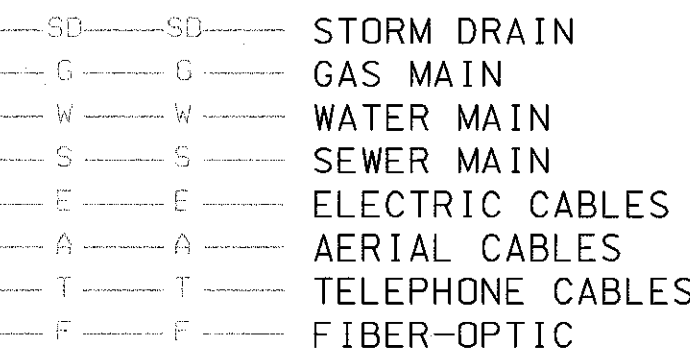 SD SD STORM DRAIN
G G GAS MAIN
W W WATER MAIN
S S SEWER MAIN
E E ELECTRIC CABLES
A A AERIAL CABLES
T T TELEPHONE CABLES
F F FIBER-OPTIC